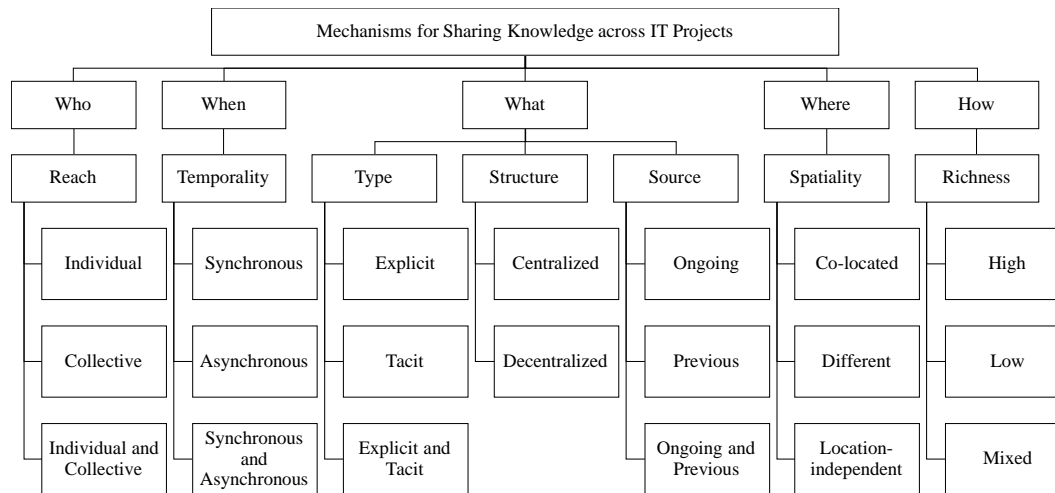 Mechanisms for Sharing Knowledge across IT Projects
Who
When
What
Where
How
Reach
Temporality
Type
Structure
Source
Spatiality
Richness
Individual
Synchronous
Explicit
Centralized
Ongoing
Co-located
High
Collective
Asynchronous
Tacit
Decentralized
Previous
Different
Low
Individual and
Collective
Synchronous
and
Asynchronous
Explicit and
Tacit
Ongoing and
Previous
Location-
independent
Mixed